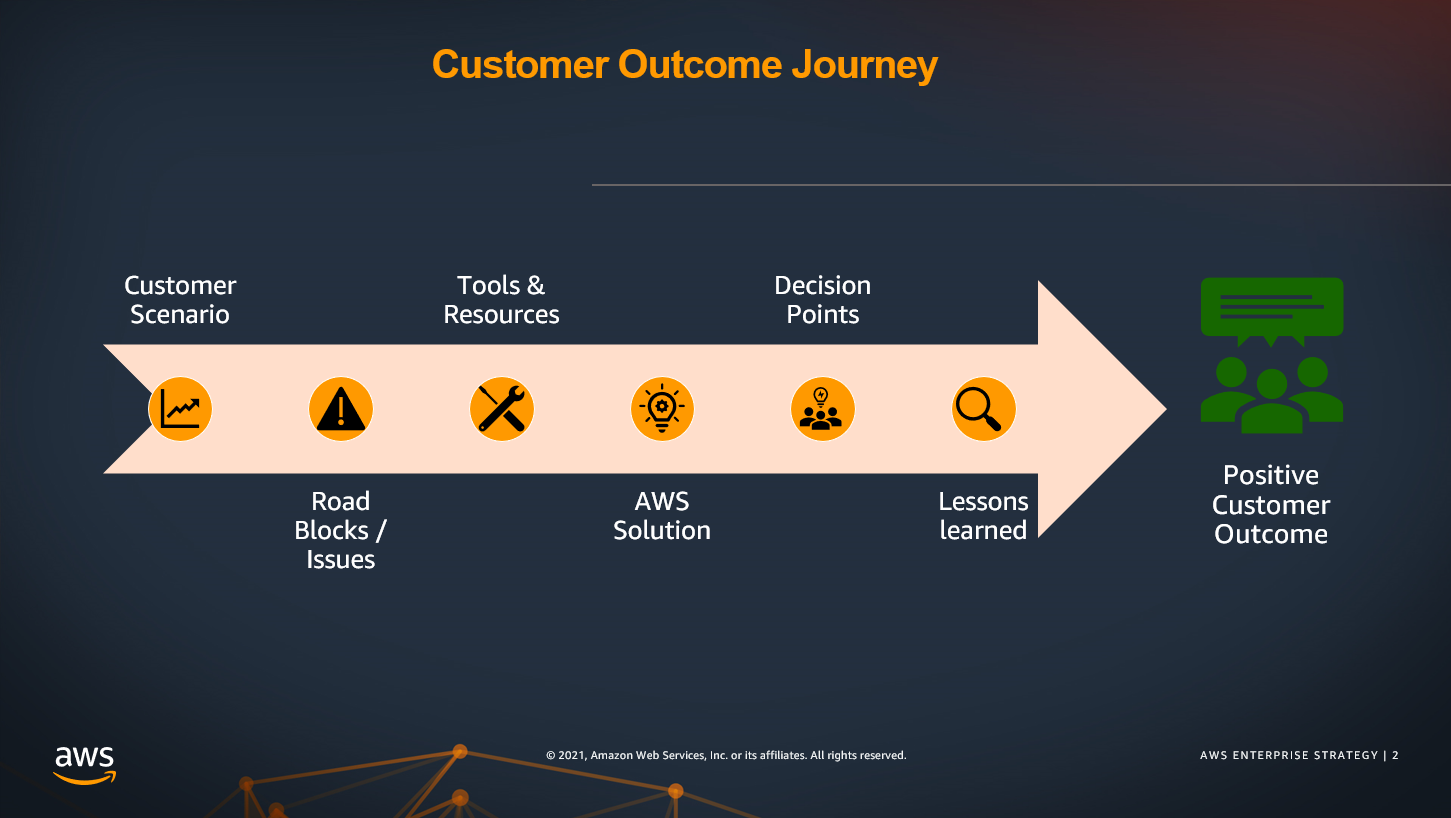 Customer Outcome Journey
Customer
Scenario
Tools &
Resources
Decision
Points
Road
Blocks /
Issues
AWS
Solution
Lessons
learned
Positive
Customer
Outcome
aws
© 2021, Amazon Web Services, Inc. or its affiliates. All rights reserved.
AWS ENTERPRISE STRATEGY | 2